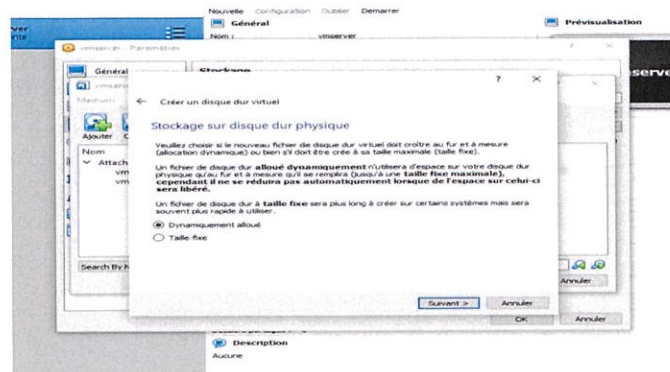 Nouvelle Configuration Oublier Démarrer
Général
Prévisualisation
Nom : vmserver
vmserver - Paramètres
? ×
Général
Stockage
? ×
Créer un disque dur virtuel
Ajouter
Stockage sur disque dur physique
Nom
Attach
vm
vm
Veuillez choisir si le nouveau fichier de disque dur virtuel doit croître au fur et à mesure
(allocation dynamique) ou bien s'il doit être créé à sa taille maximale (taille fixe).
Un fichier de disque dur alloué dynamiquement n'utilisera d'espace sur votre disque dur
physique qu'au fur et à mesure qu'il se remplira (jusqu'à une taille fixe maximale),
cependant il ne se réduira pas automatiquement lorsque de l'espace sur celui-ci
sera libéré.
Un fichier de disque dur à taille fixe sera plus long à créer sur certains systèmes mais sera
souvent plus rapide à utiliser.
Dynamiquement alloué
Taille fixe
Search By N
Annuler
Suivant >
Annuler
OK
Annuler
Description
Aucune